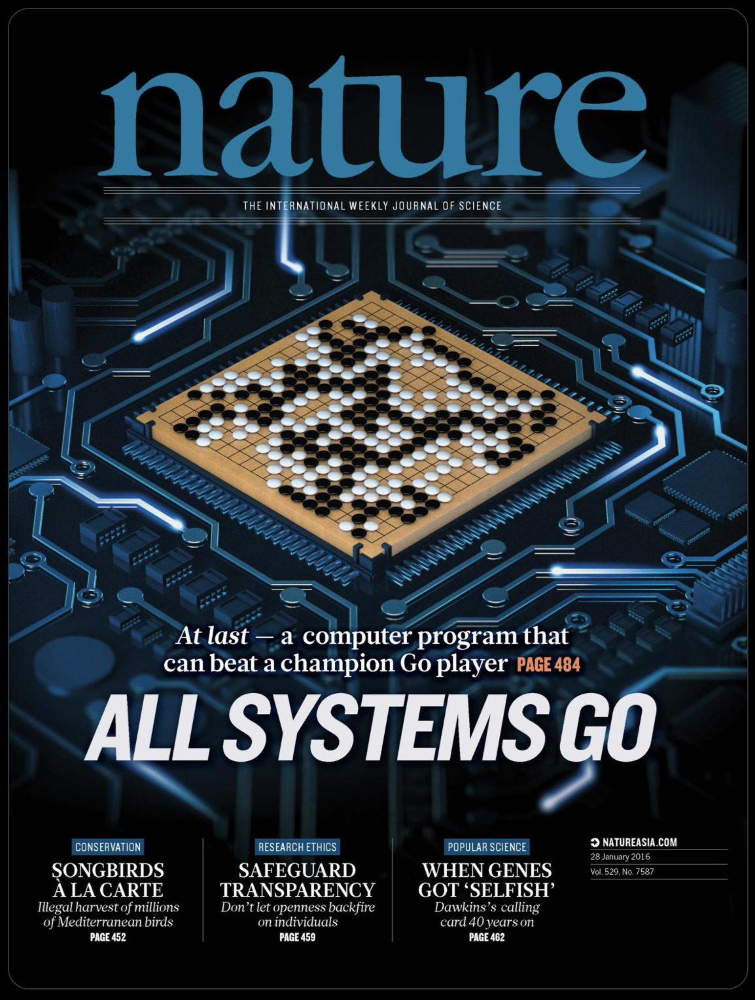 nature
THE INTERNATIONAL WEEKLY JOURNAL OF SCIENCE
At last — a computer program that
can beat a champion Go player PAGE 484
ALL SYSTEMS GO
CONSERVATION
SONGBIRDS
À LA CARTE
Illegal harvest of millions
of Mediterranean birds
PAGE 452
RESEARCH ETHICS
SAFEGUARD
TRANSPARENCY
Don’t let openness backfire
on individuals
PAGE 459
POPULAR SCIENCE
WHEN GENES
GOT ‘SELFISH’
Dawkins’s calling
card 40 years on
PAGE 462
NATUREASIA.COM
28 January 2016
Vol. 529, No. 7587